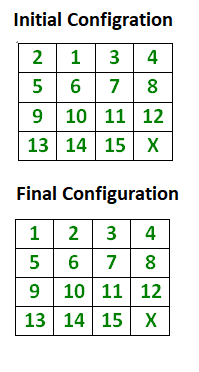 Initial Configration
2 1 3 4
5 6 7 8
9 10 11 12
13 14 15 X
Final Configuration
1 2 3 4
5 6 7 8
9 10 11 12
13 14 15 X